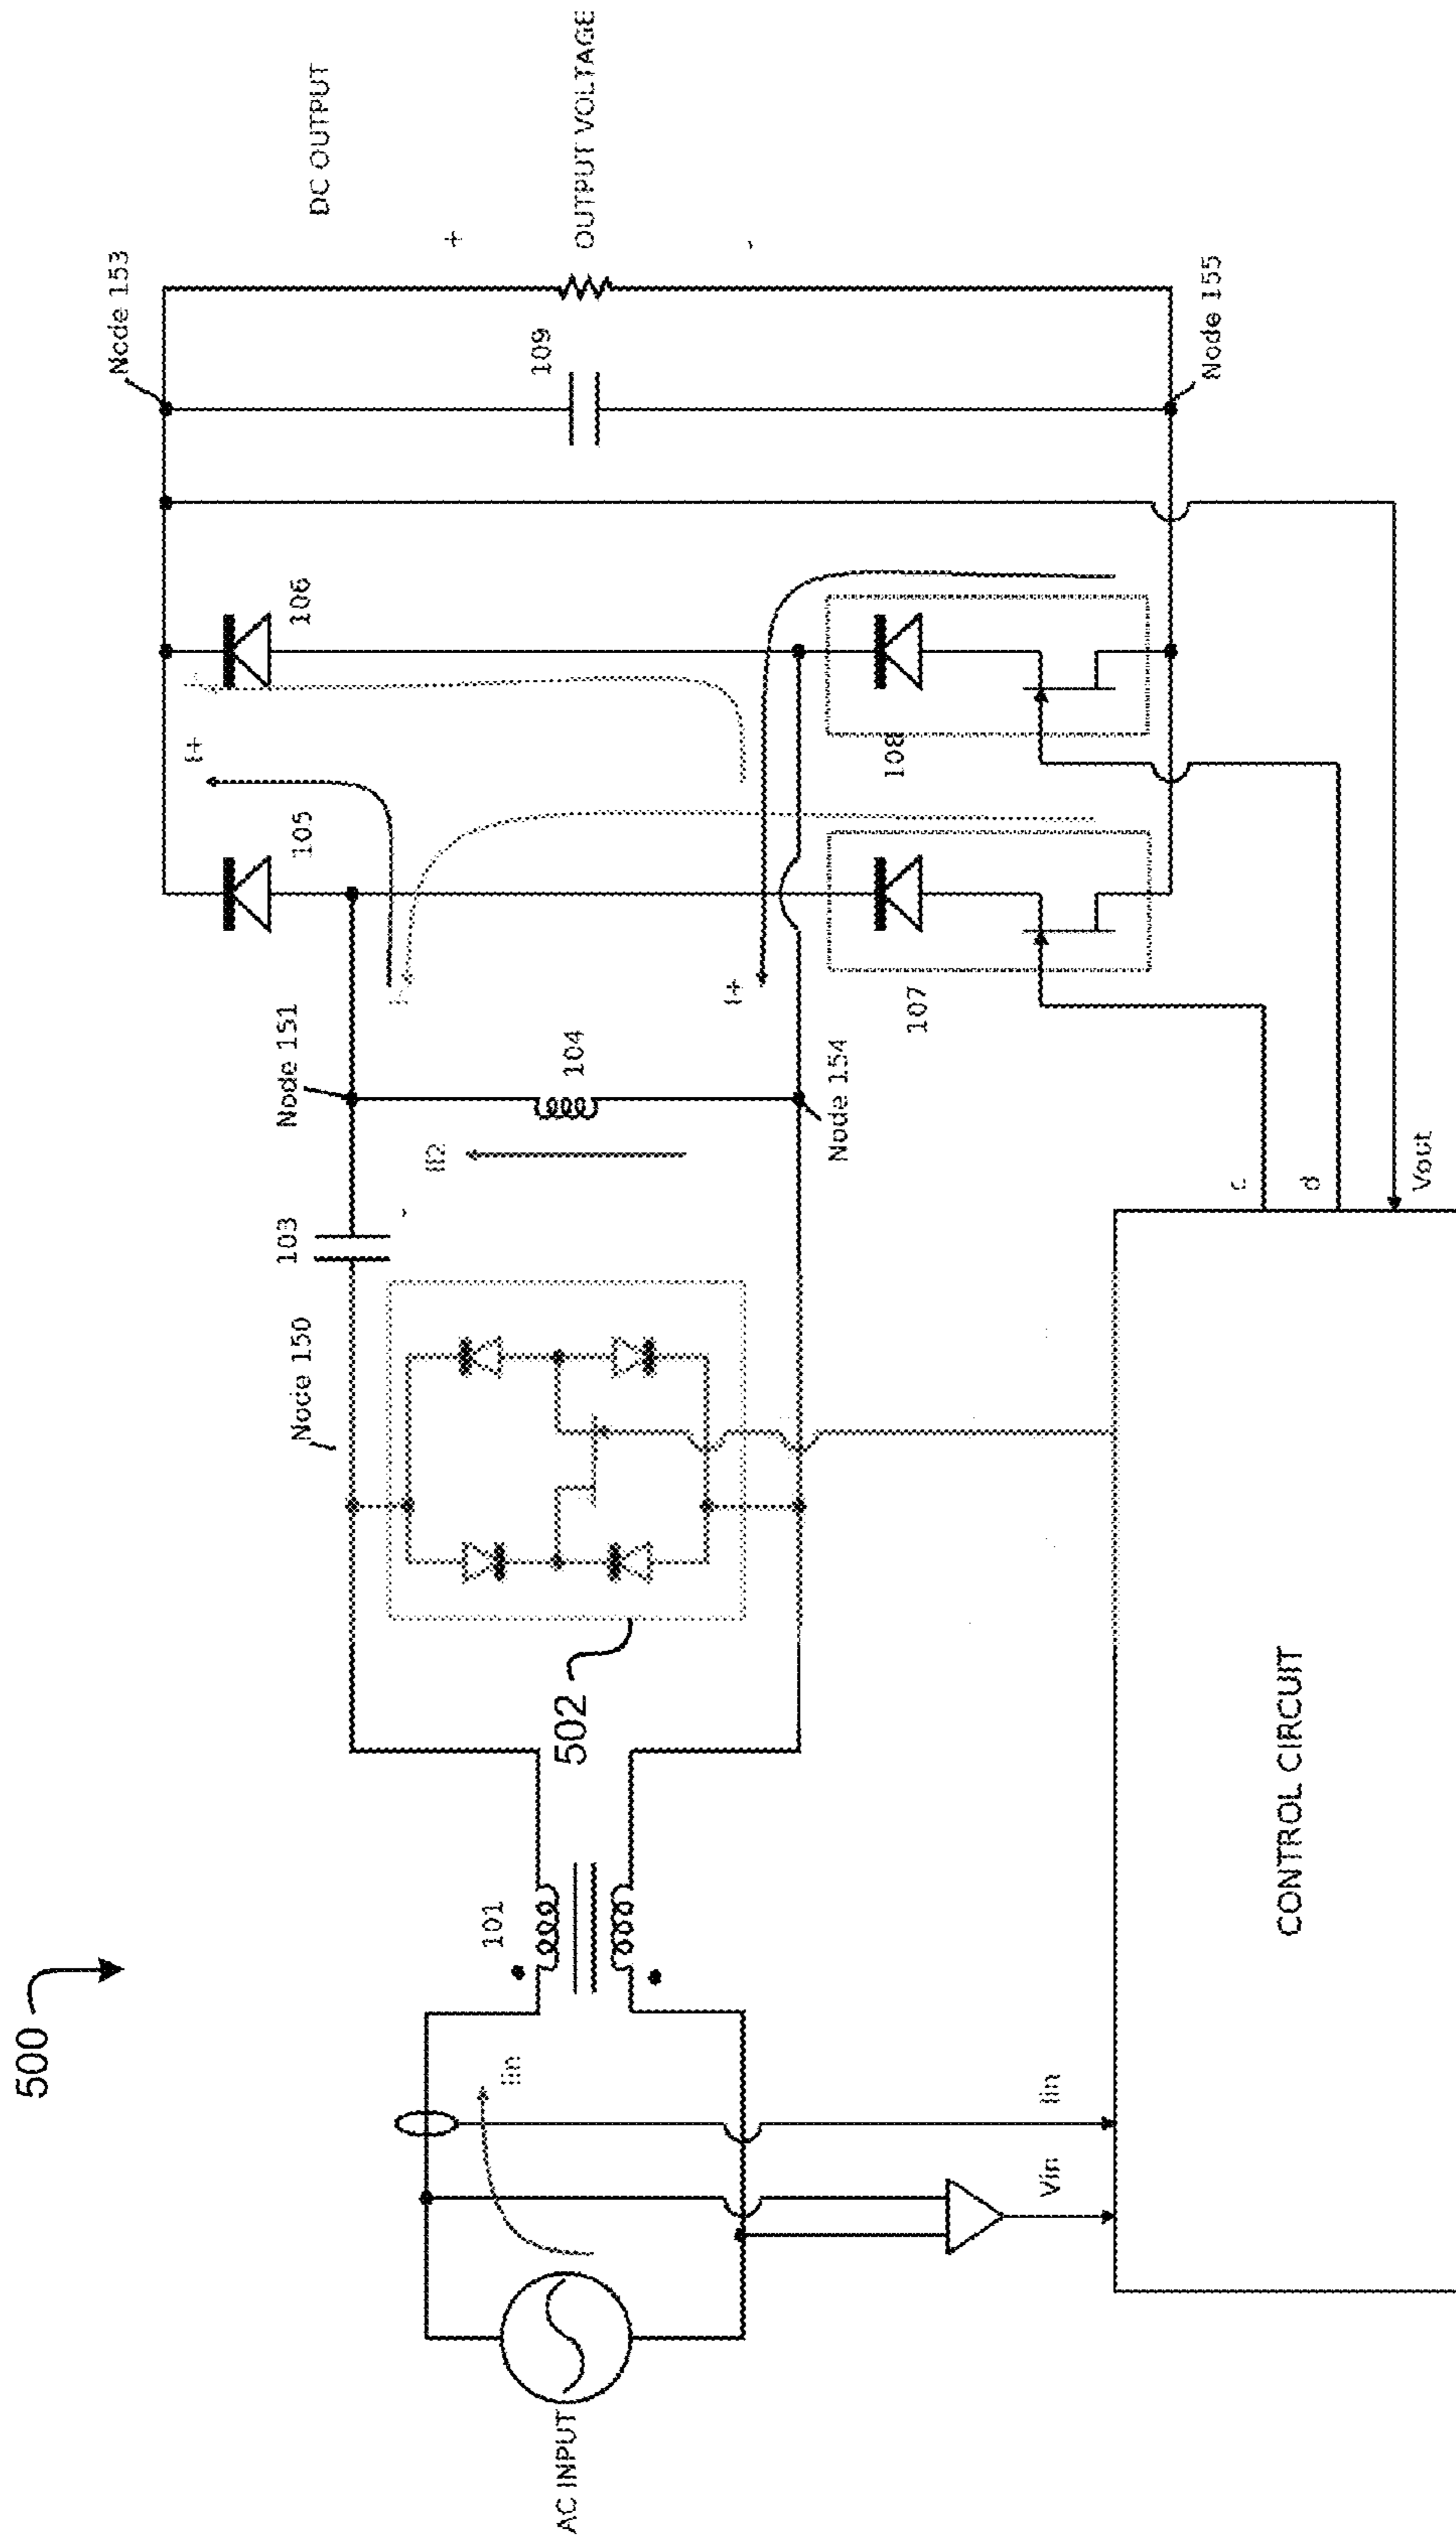 500
AC INPUT
Iin
101
502
Node 150
103
Node 151
Il2
104
Node 154
105
106
107
108
I+
I+
Node 153
109
Node 155
DC OUTPUT
+
OUTPUT VOLTAGE
-
Vin
Iin
CONTROL CIRCUIT
c
d
Vout